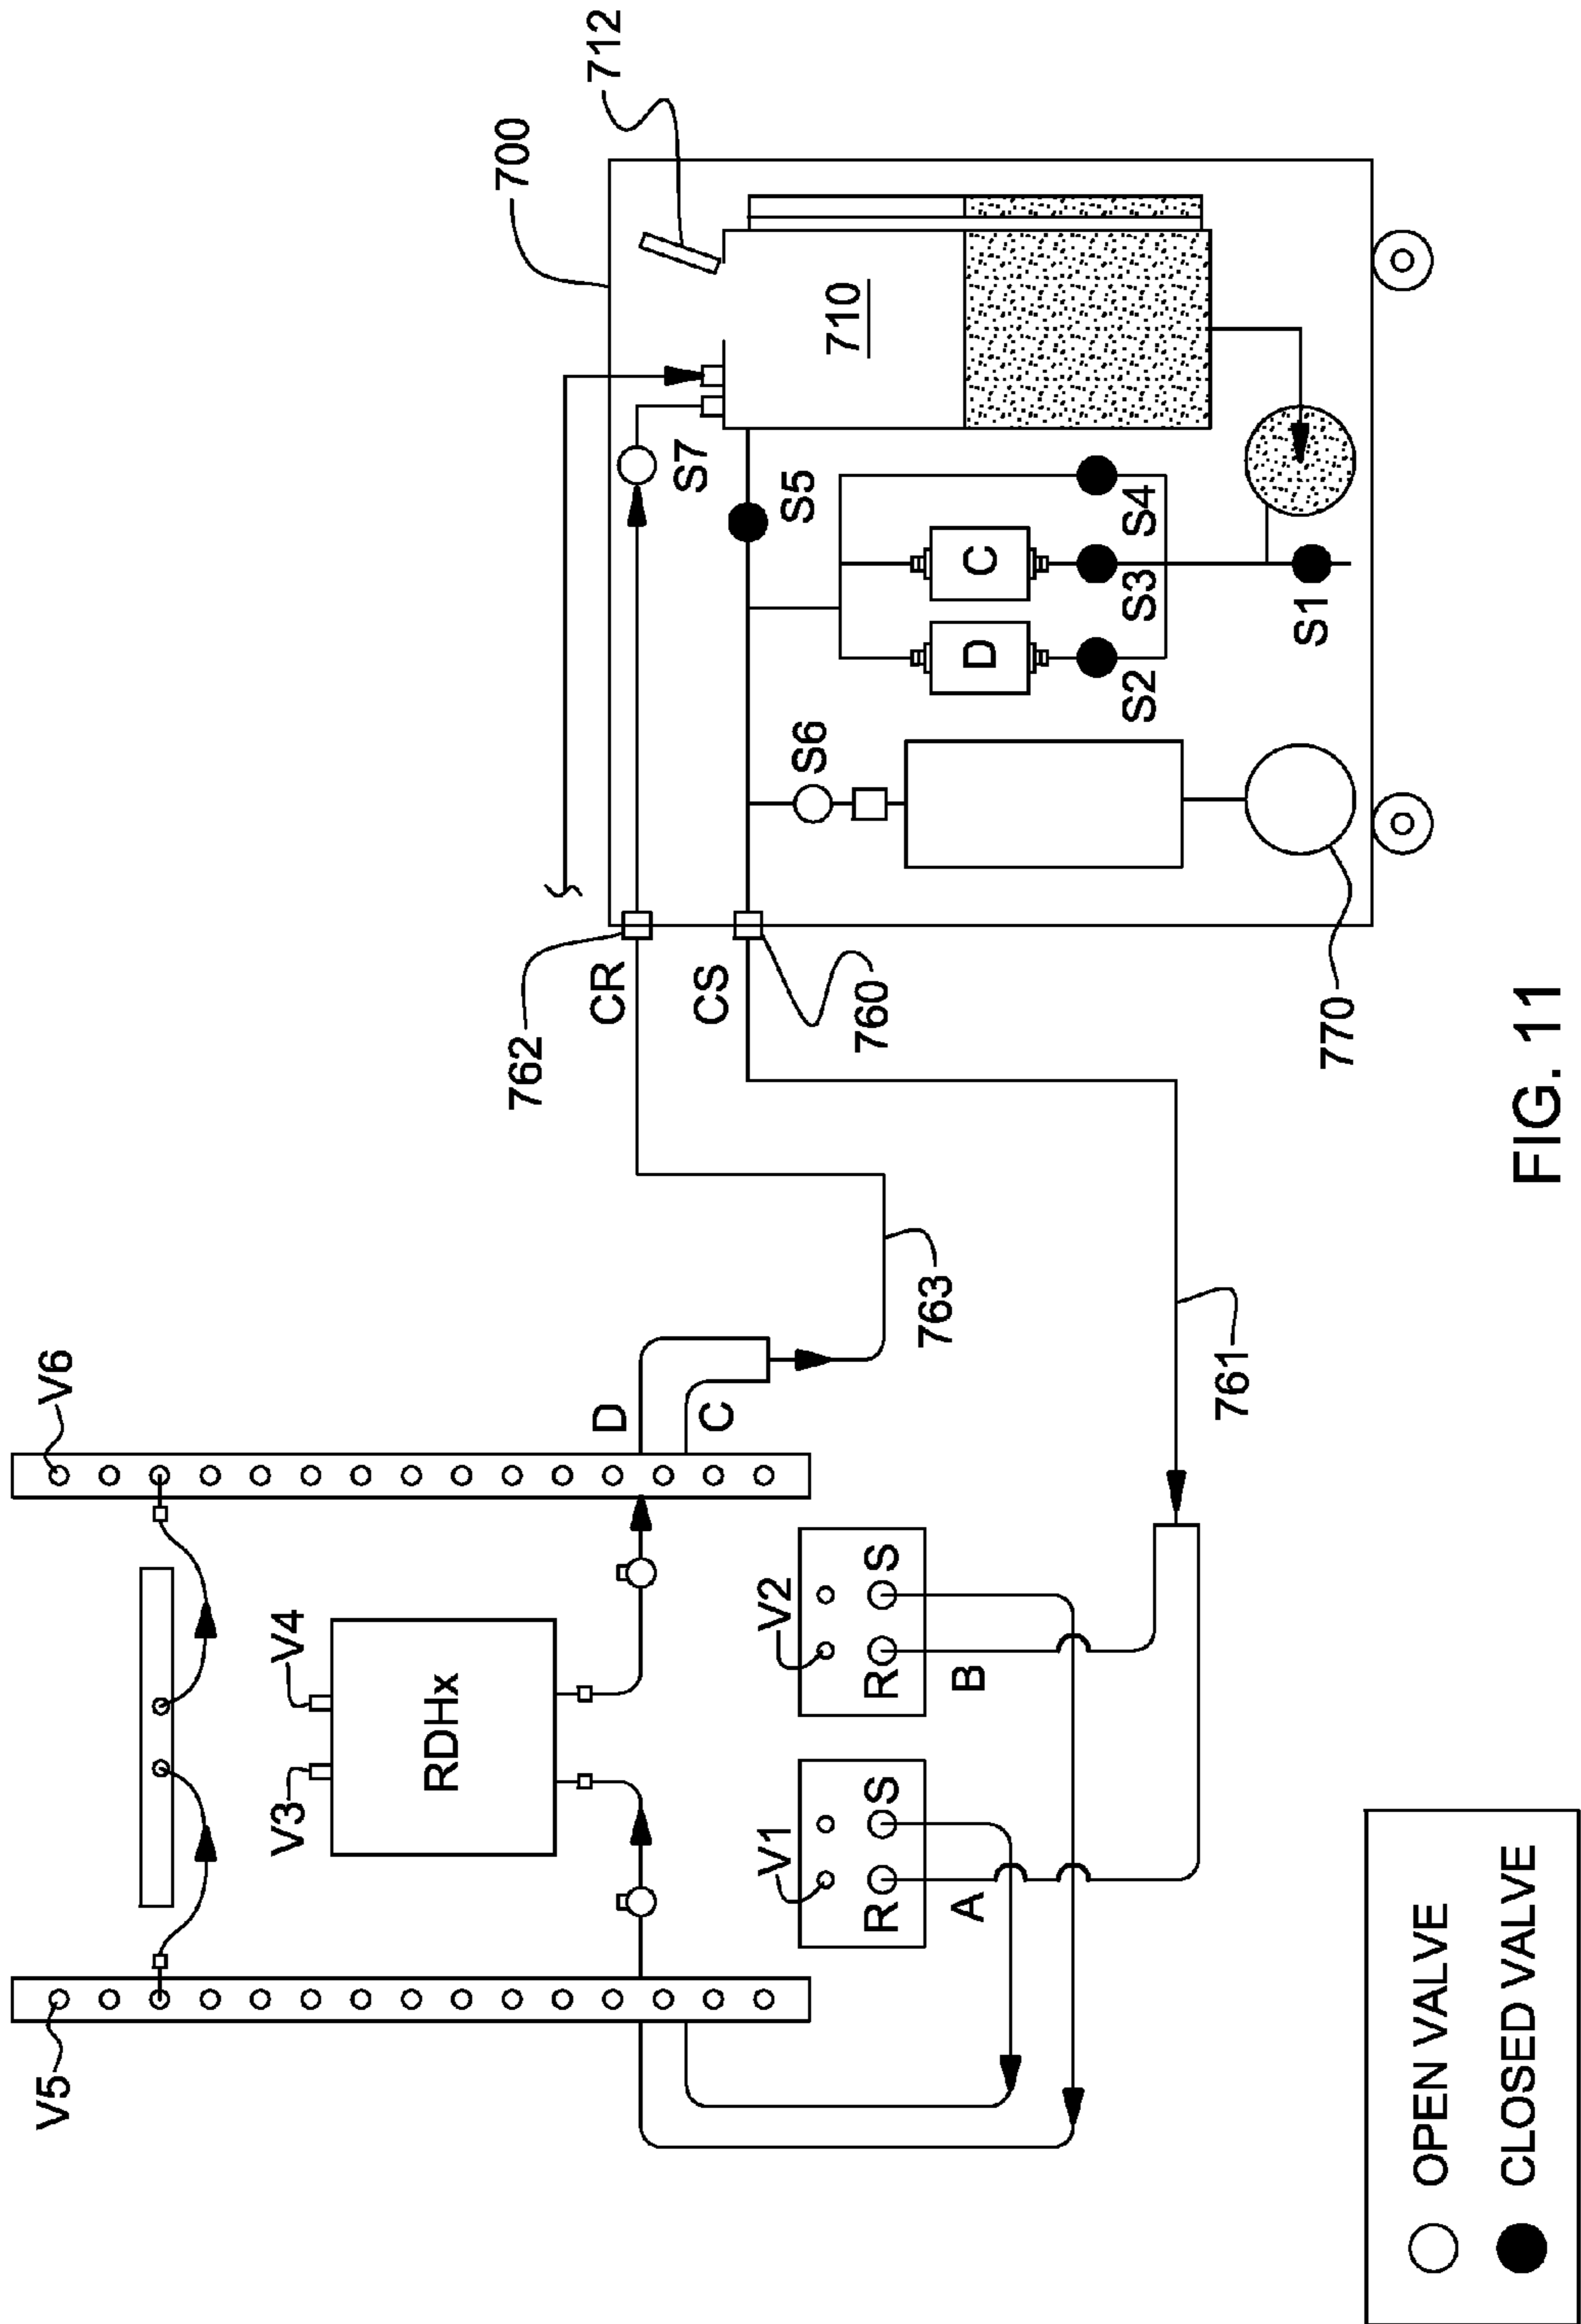 V5
V6
V3
V4
RDHx
V1
R
S
A
V2
R
S
B
D
C
763
761
762
CR
CS
760
700
712
S7
710
S5
S6
D
C
S2
S3
S4
S1
770
OPEN VALVE
CLOSED VALVE
FIG. 11